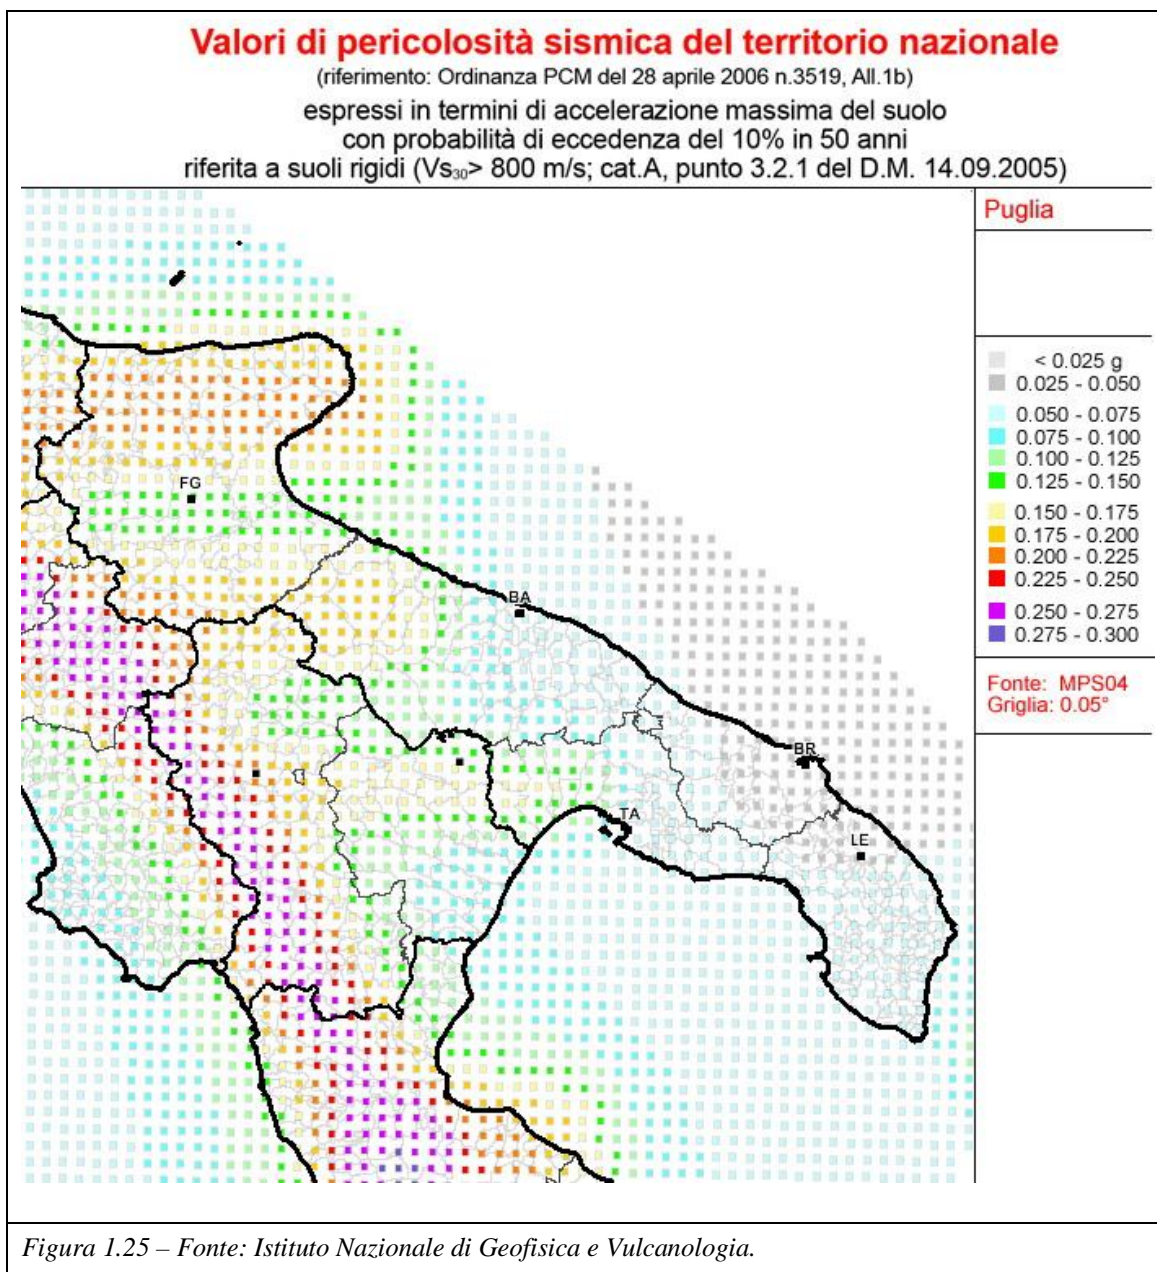 Valori di pericolosità sismica del territorio nazionale
(riferimento: Ordinanza PCM del 28 aprile 2006 n.3519, All.1b)
espressi in termini di accelerazione massima del suolo
con probabilità di eccedenza del 10% in 50 anni
riferita a suoli rigidi (Vs30> 800 m/s; cat.A, punto 3.2.1 del D.M. 14.09.2005)
Puglia
< 0.025 g
0.025 - 0.050
0.050 - 0.075
0.075 - 0.100
0.100 - 0.125
0.125 - 0.150
0.150 - 0.175
0.175 - 0.200
0.200 - 0.225
0.225 - 0.250
0.250 - 0.275
0.275 - 0.300
Fonte: MPS04
Griglia: 0.05°
FG
BA
BR
TA
LE
Figura 1.25 – Fonte: Istituto Nazionale di Geofisica e Vulcanologia.